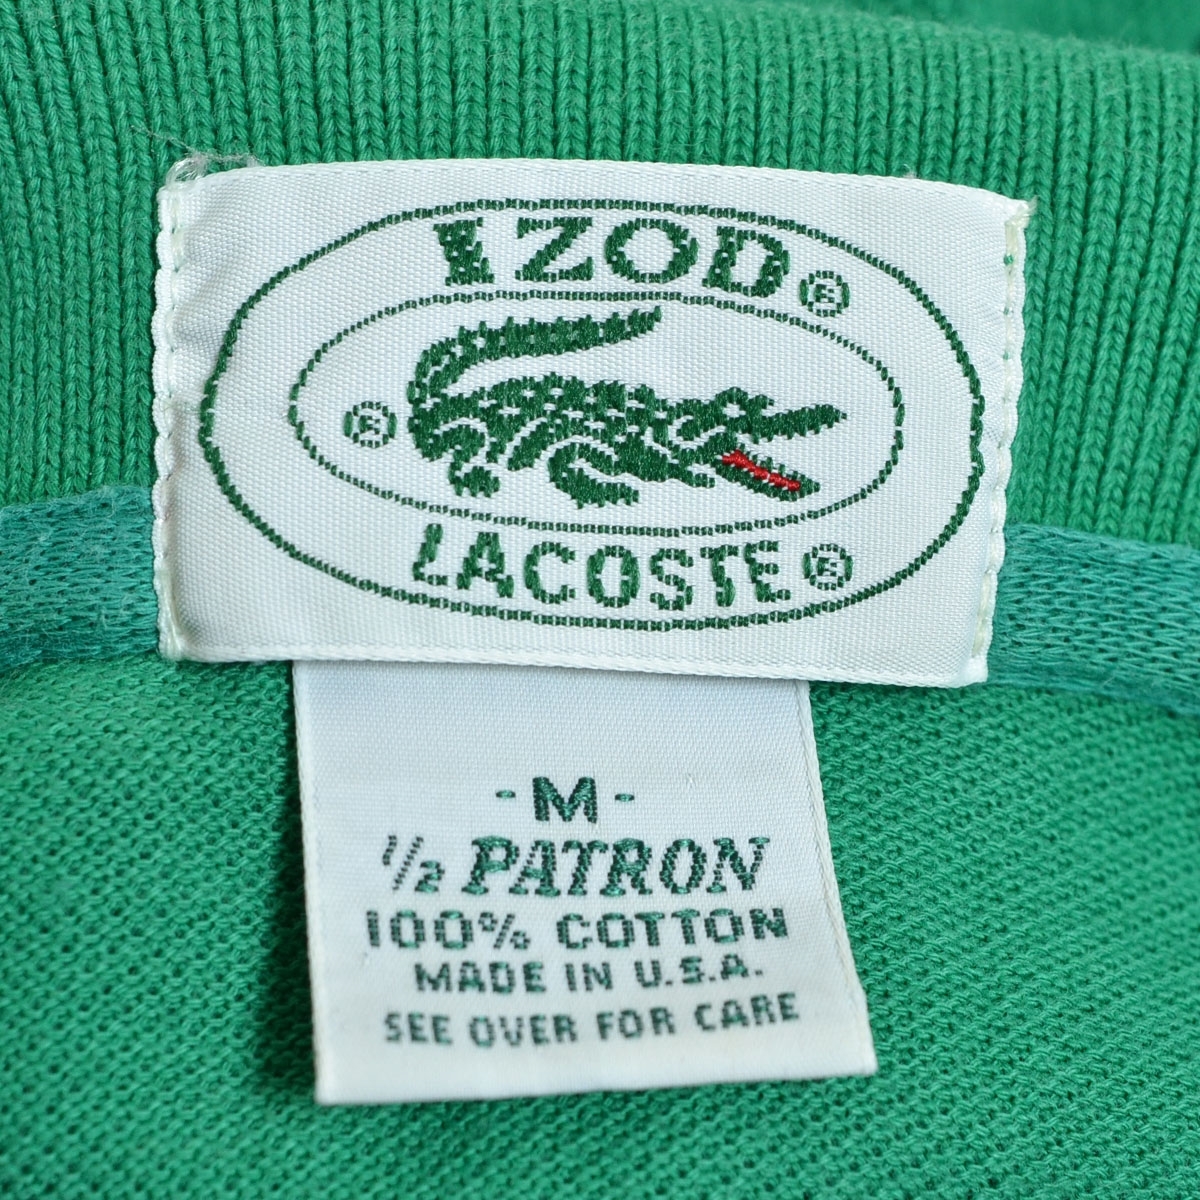 IZOD®
®
LACOSTE®
- M -
1/2 PATRON
100% COTTON
MADE IN U.S.A.
SEE OVER FOR CARE